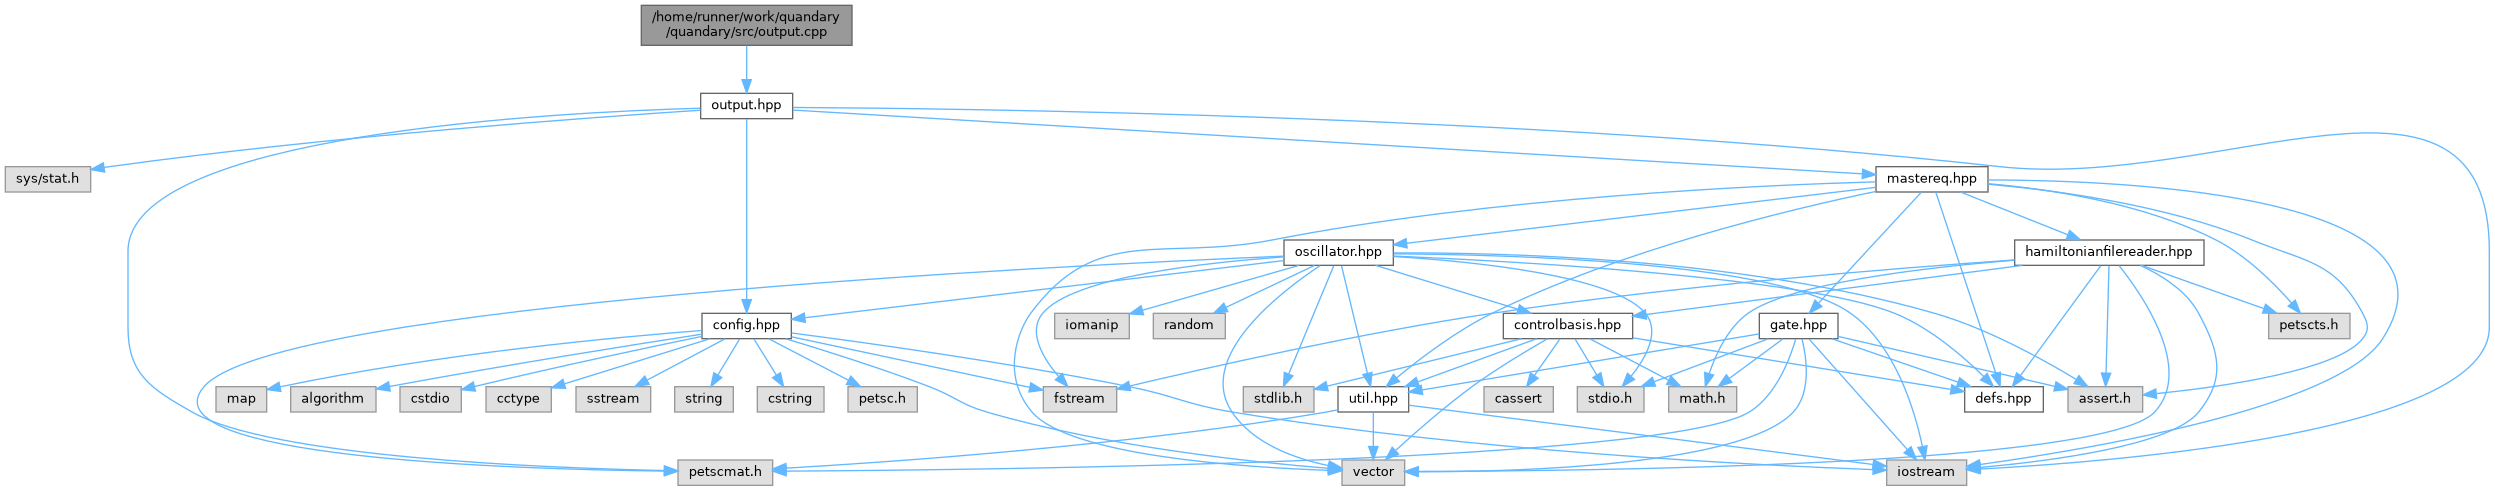 /home/runner/work/quandary
/quandary/src/output.cpp
output.hpp
sys/stat.h
mastereq.hpp
oscillator.hpp
hamiltonianfilereader.hpp
config.hpp
iomanip
random
controlbasis.hpp
gate.hpp
petscts.h
map
algorithm
cstdio
cctype
sstream
string
cstring
petsc.h
fstream
stdlib.h
util.hpp
cassert
stdio.h
math.h
defs.hpp
assert.h
petscmat.h
vector
iostream